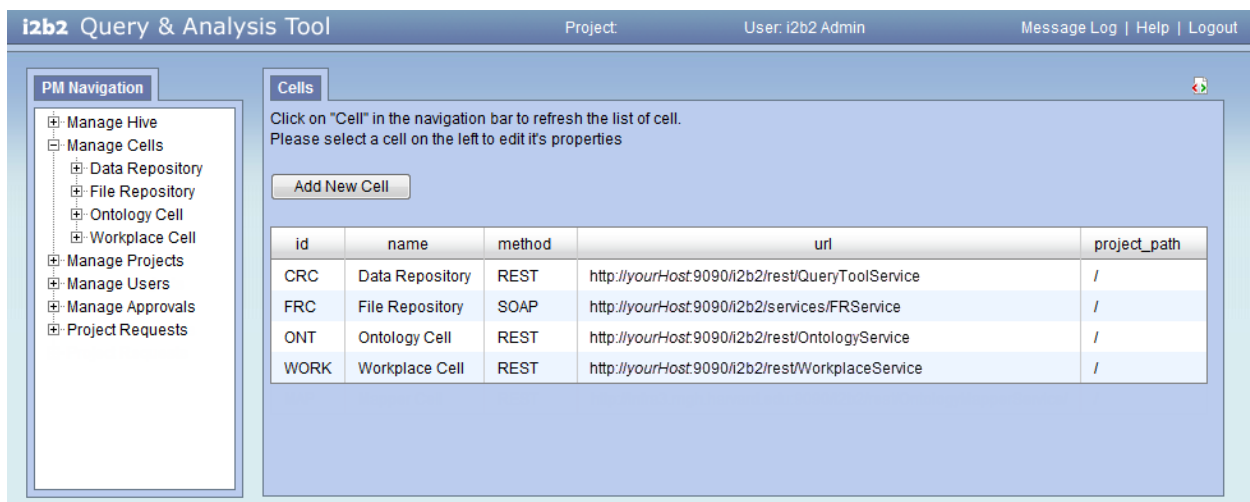 i2b2 Query & Analysis Tool Project: User: i2b2 Admin Message Log | Help | Logout
PM Navigation
Manage Hive
Manage Cells
Data Repository
File Repository
Ontology Cell
Workplace Cell
Manage Projects
Manage Users
Manage Approvals
Project Requests
Cells
Click on "Cell" in the navigation bar to refresh the list of cell.
Please select a cell on the left to edit it's properties
Add New Cell
id name method url project_path
CRC Data Repository REST http://yourHost:9090/i2b2/rest/QueryToolService /
FRC File Repository SOAP http://yourHost:9090/i2b2/services/FRService /
ONT Ontology Cell REST http://yourHost:9090/i2b2/rest/OntologyService /
WORK Workplace Cell REST http://yourHost:9090/i2b2/rest/WorkplaceService /